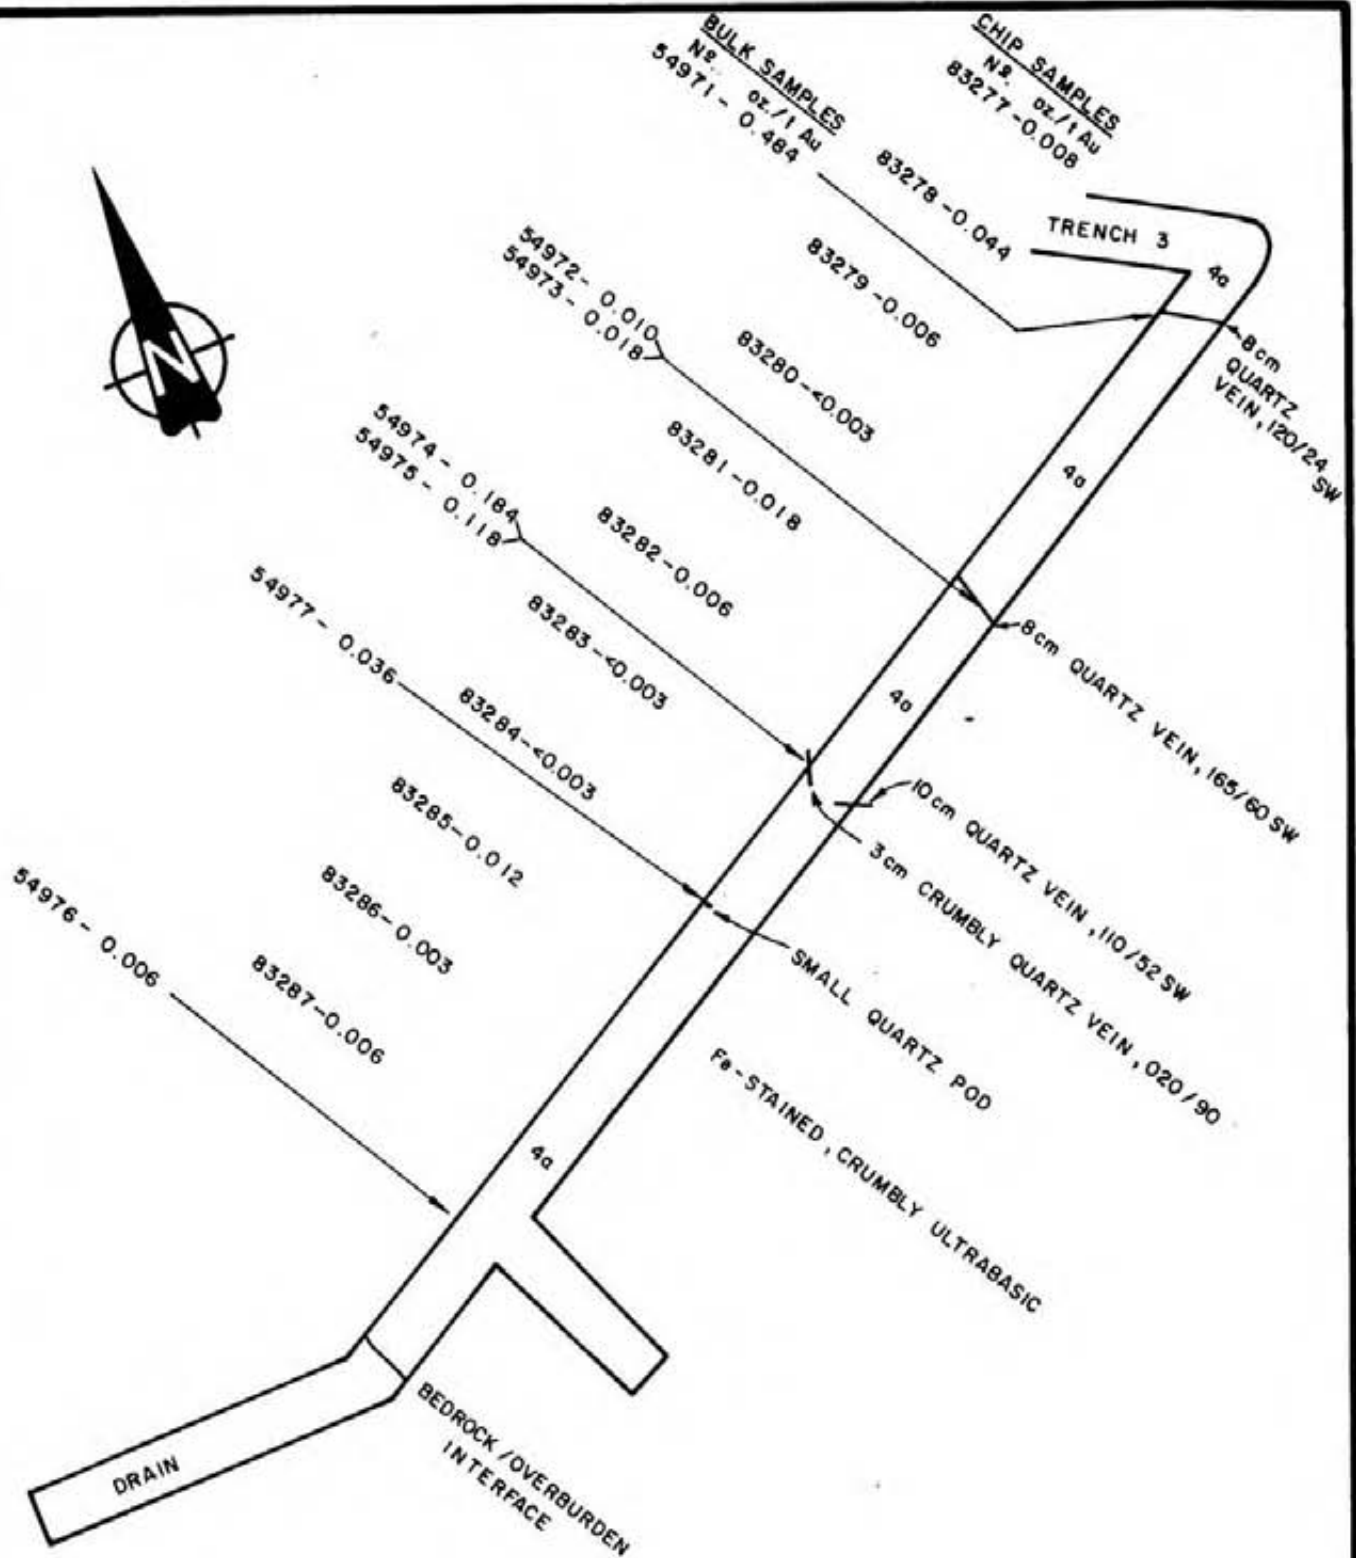 BULK SAMPLES
Nº. oz./t Au
54971 - 0.484
CHIP SAMPLES
Nº. oz./t Au
83277 - 0.008
83278 - 0.044
TRENCH 3
4a
83279 - 0.006
54972 - 0.010
54973 - 0.018
83280 - <0.003
8cm
QUARTZ
VEIN, 120/24
SW
83281 - 0.018
4a
54974 - 0.184
54975 - 0.118
83282 - 0.006
83283 - <0.003
8cm QUARTZ VEIN, 165/60 SW
54977 - 0.036
83284 - <0.003
4a
10cm QUARTZ VEIN, 110/52 SW
3cm CRUMBLY QUARTZ VEIN, 020/90
83285 - 0.012
SMALL QUARTZ POD
54976 - 0.006
83286 - 0.003
83287 - 0.006
Fe-STAINED, CRUMBLY ULTRABASIC
4a
BEDROCK / OVERBURDEN
INTERFACE
DRAIN
N